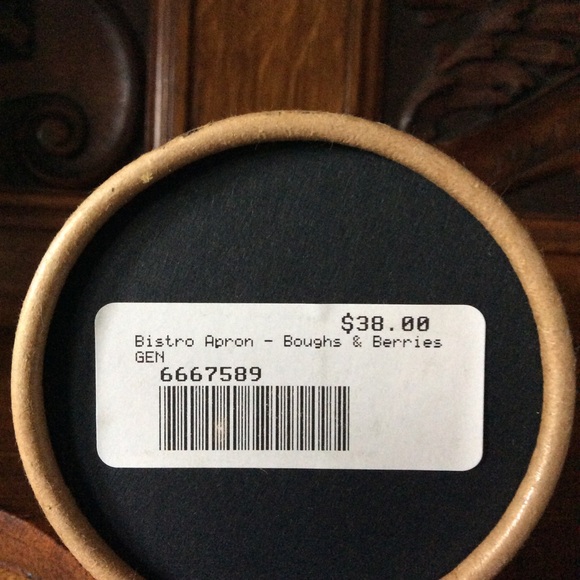 $38.00
Bistro Apron - Boughs & Berries
GEN
6667589